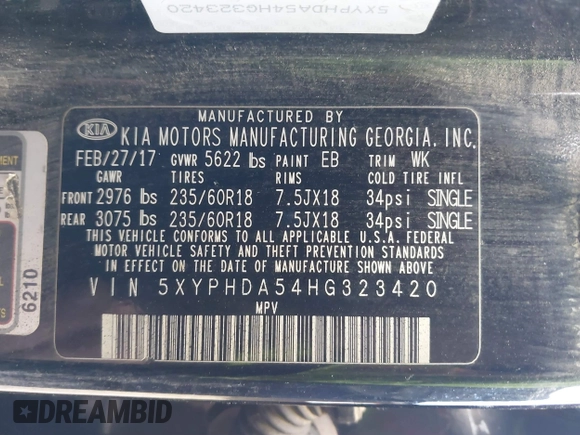 5XYPHDA54HG323420
MANUFACTURED BY
KIA KIA MOTORS MANUFACTURING GEORGIA, INC.
FEB/27/17 GVWR 5622 lbs PAINT EB TRIM WK
GAWR TIRES RIMS COLD TIRE INFL
FRONT 2976 lbs 235/60R18 7.5JX18 34psi SINGLE
REAR 3075 lbs 235/60R18 7.5JX18 34psi SINGLE
THIS VEHICLE CONFORMS TO ALL APPLICABLE U.S.A. FEDERAL
MOTOR VEHICLE SAFETY AND THEFT PREVENTION STANDARDS
IN EFFECT ON THE DATE OF MANUFACTURE SHOWN ABOVE.
VIN 5XYPHDA54HG323420
MPV
6210
DREAMBID